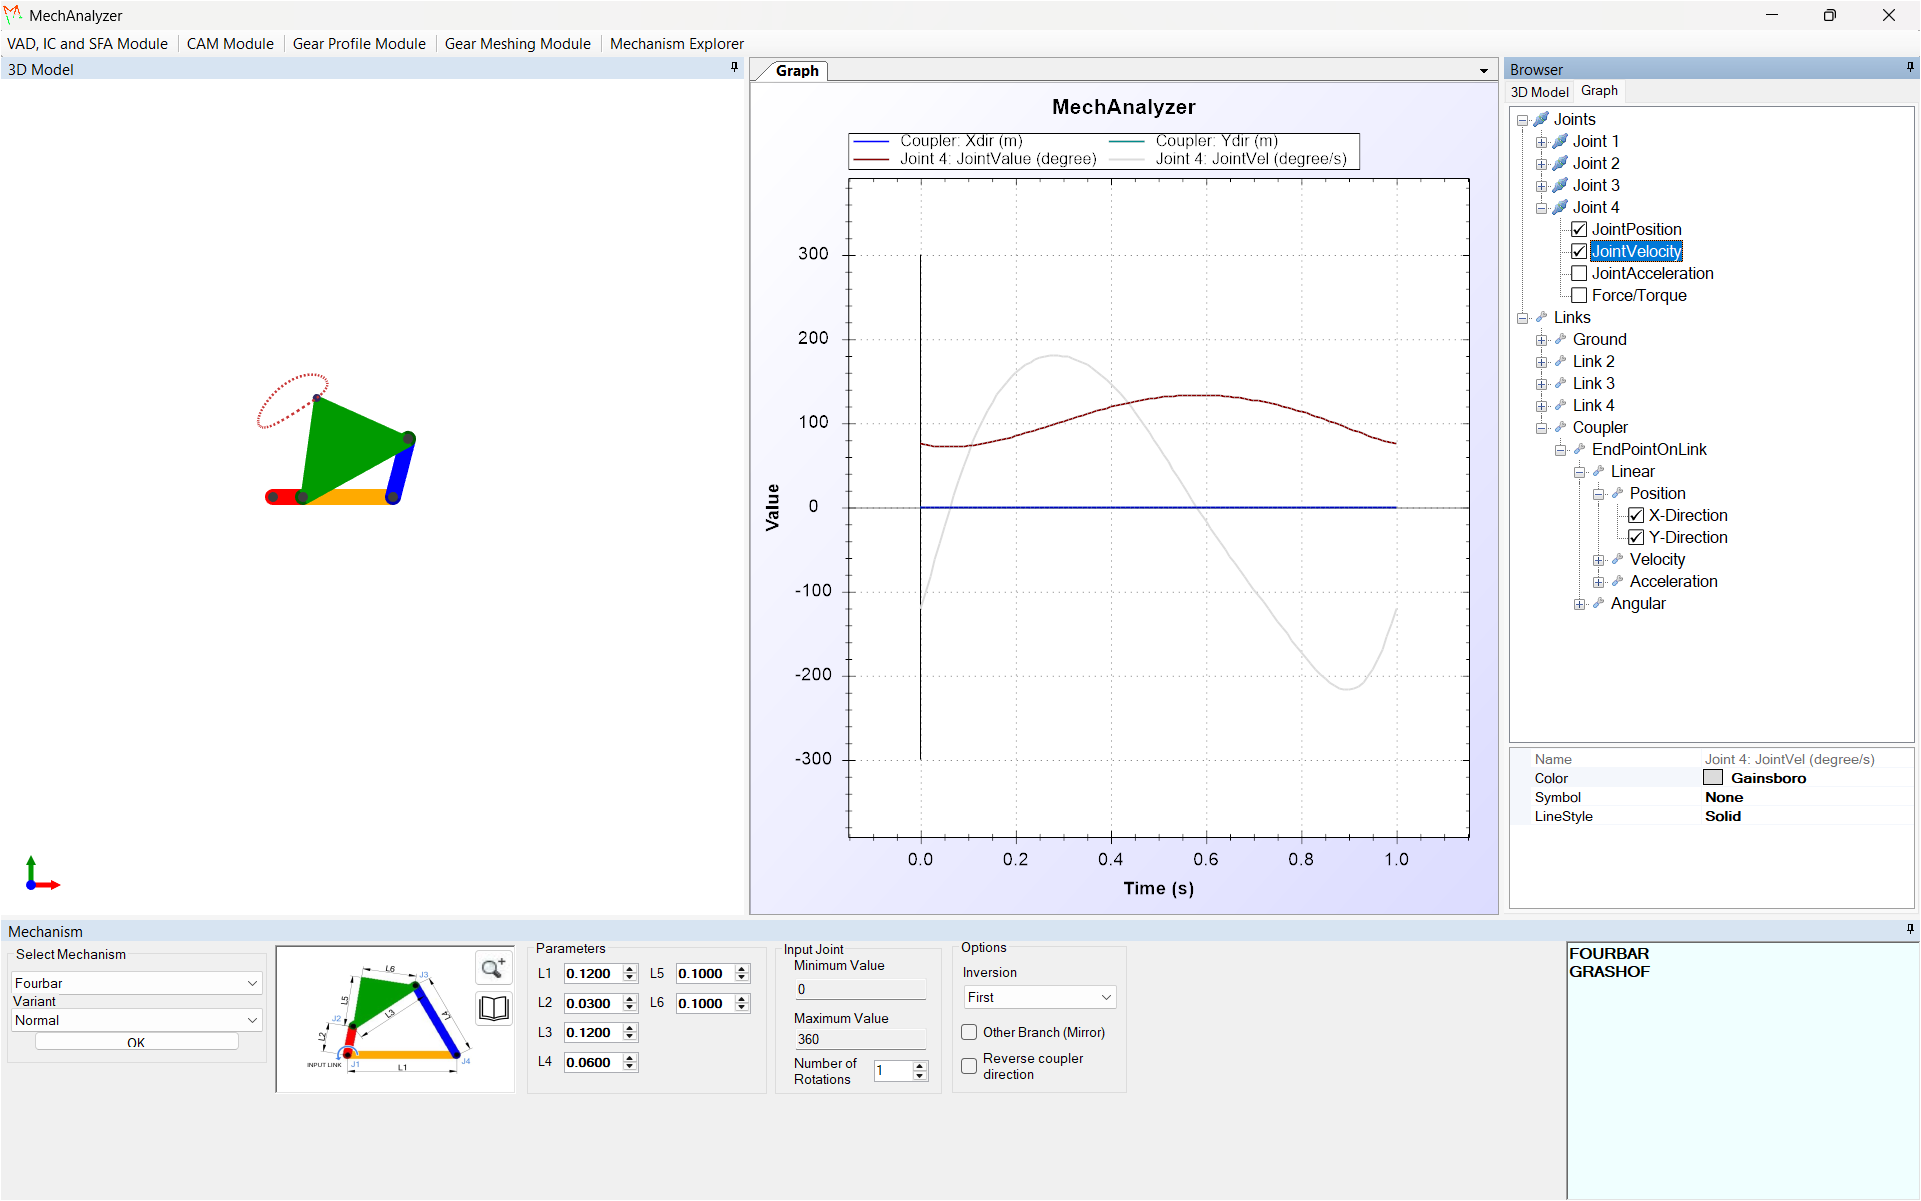 MechAnalyzer
VAD, IC and SFA Module
CAM Module
Gear Profile Module
Gear Meshing Module
Mechanism Explorer
3D Model
Graph
MechAnalyzer
Coupler: Xdir (m)
Coupler: Ydir (m)
Joint 4: JointValue (degree)
Joint 4: JointVel (degree/s)
300
200
100
0
-100
-200
-300
Value
0.0
0.2
0.4
0.6
0.8
1.0
Time (s)
Browser
3D Model
Graph
Joints
Joint 1
Joint 2
Joint 3
Joint 4
JointPosition
JointVelocity
JointAcceleration
Force/Torque
Links
Ground
Link 2
Link 3
Link 4
Coupler
EndPointOnLink
Linear
Position
X-Direction
Y-Direction
Velocity
Acceleration
Angular
Name Joint 4: JointVel (degree/s)
Color Gainsboro
Symbol None
LineStyle Solid
Mechanism
Select Mechanism
Fourbar
Variant
Normal
OK
L6
J3
L5
L4
J2
L3
L2
INPUT LINK
J1
L1
J4
Parameters
L1 0.1200
L5 0.1000
L2 0.0300
L6 0.1000
L3 0.1200
L4 0.0600
Input Joint
Minimum Value
0
Maximum Value
360
Number of
Rotations
1
Options
Inversion
First
Other Branch (Mirror)
Reverse coupler
direction
FOURBAR
GRASHOF